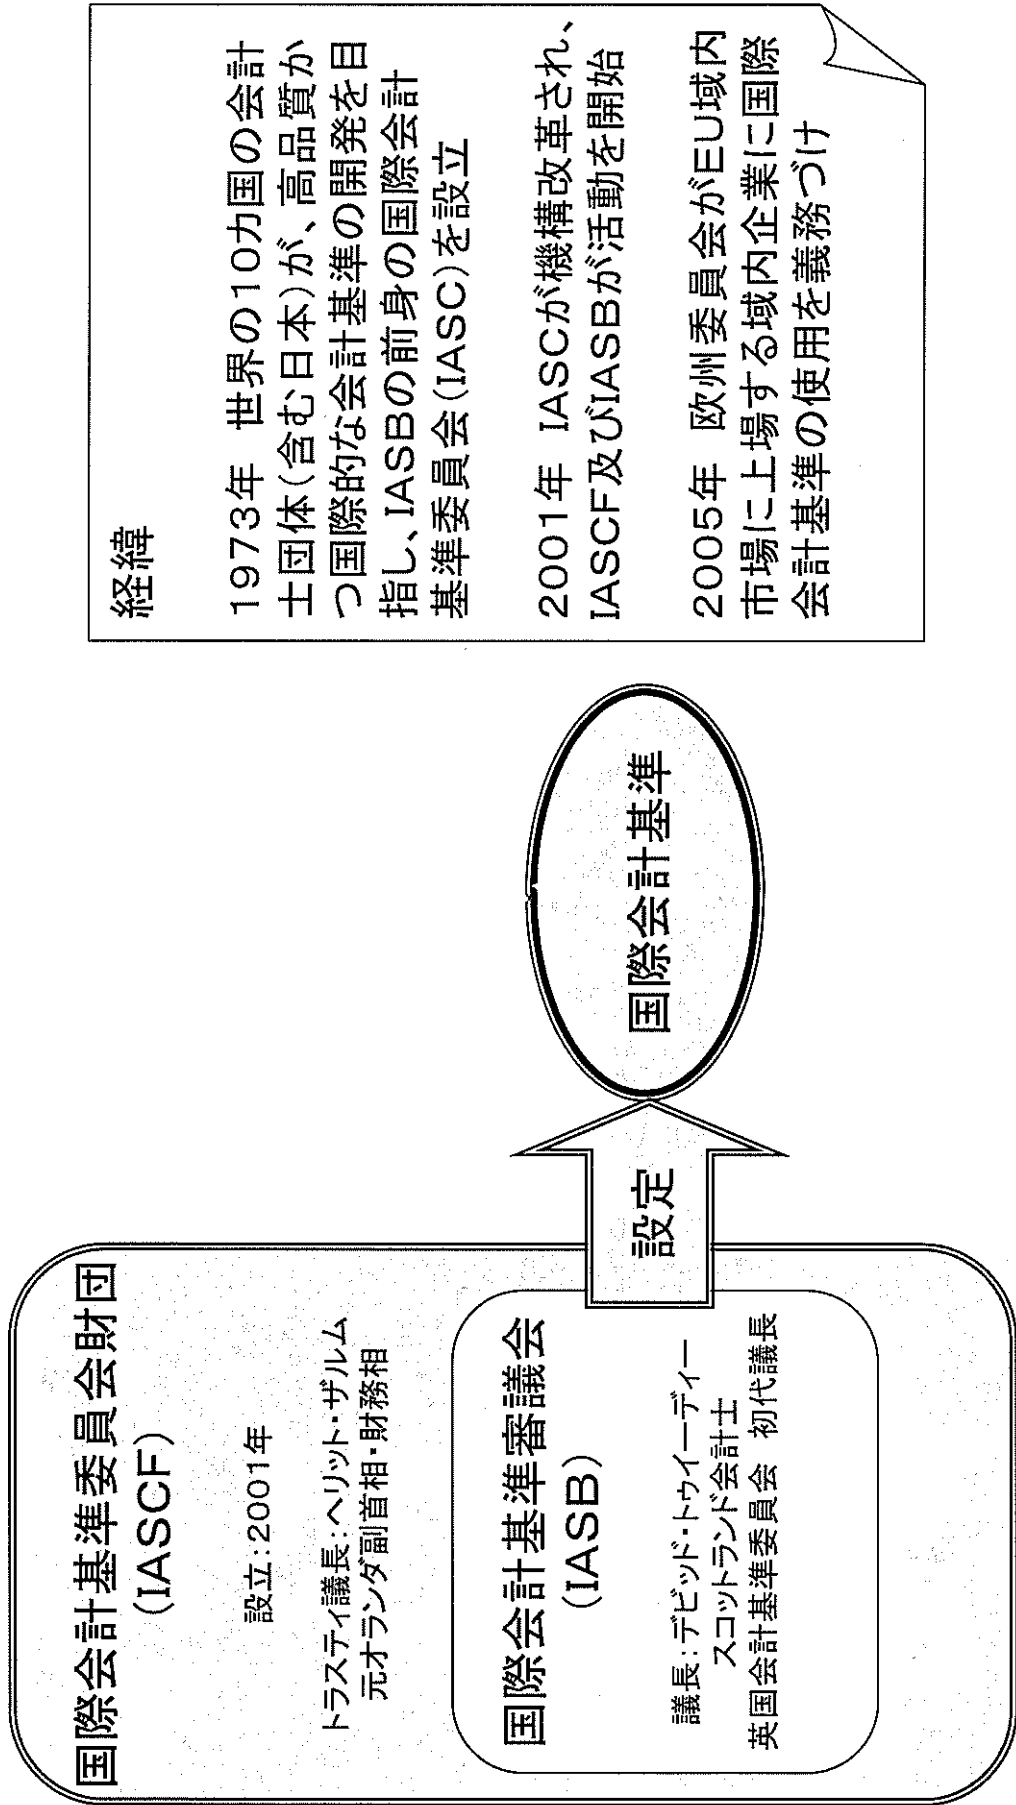 国際会計基準委員会財団
(IASCF)
設立:2001年
トラスティ議長:ヘリット・ザルム
元オランダ副首相・財務相
国際会計基準審議会
(IASB)
議長:デビッド・トゥイーディー
スコットランド会計士
英国会計基準委員会 初代議長
設定
国際会計基準
経緯
1973年 世界の10カ国の会計
士団体(含む日本)が、高品質か
つ国際的な会計基準の開発を目
指し、IASBの前身の国際会計
基準委員会(IASC)を設立
2001年 IASCが機構改革され、
IASCF及びIASBが活動を開始
2005年 欧州委員会がEU域内
市場に上場する域内企業に国際
会計基準の使用を義務づけ